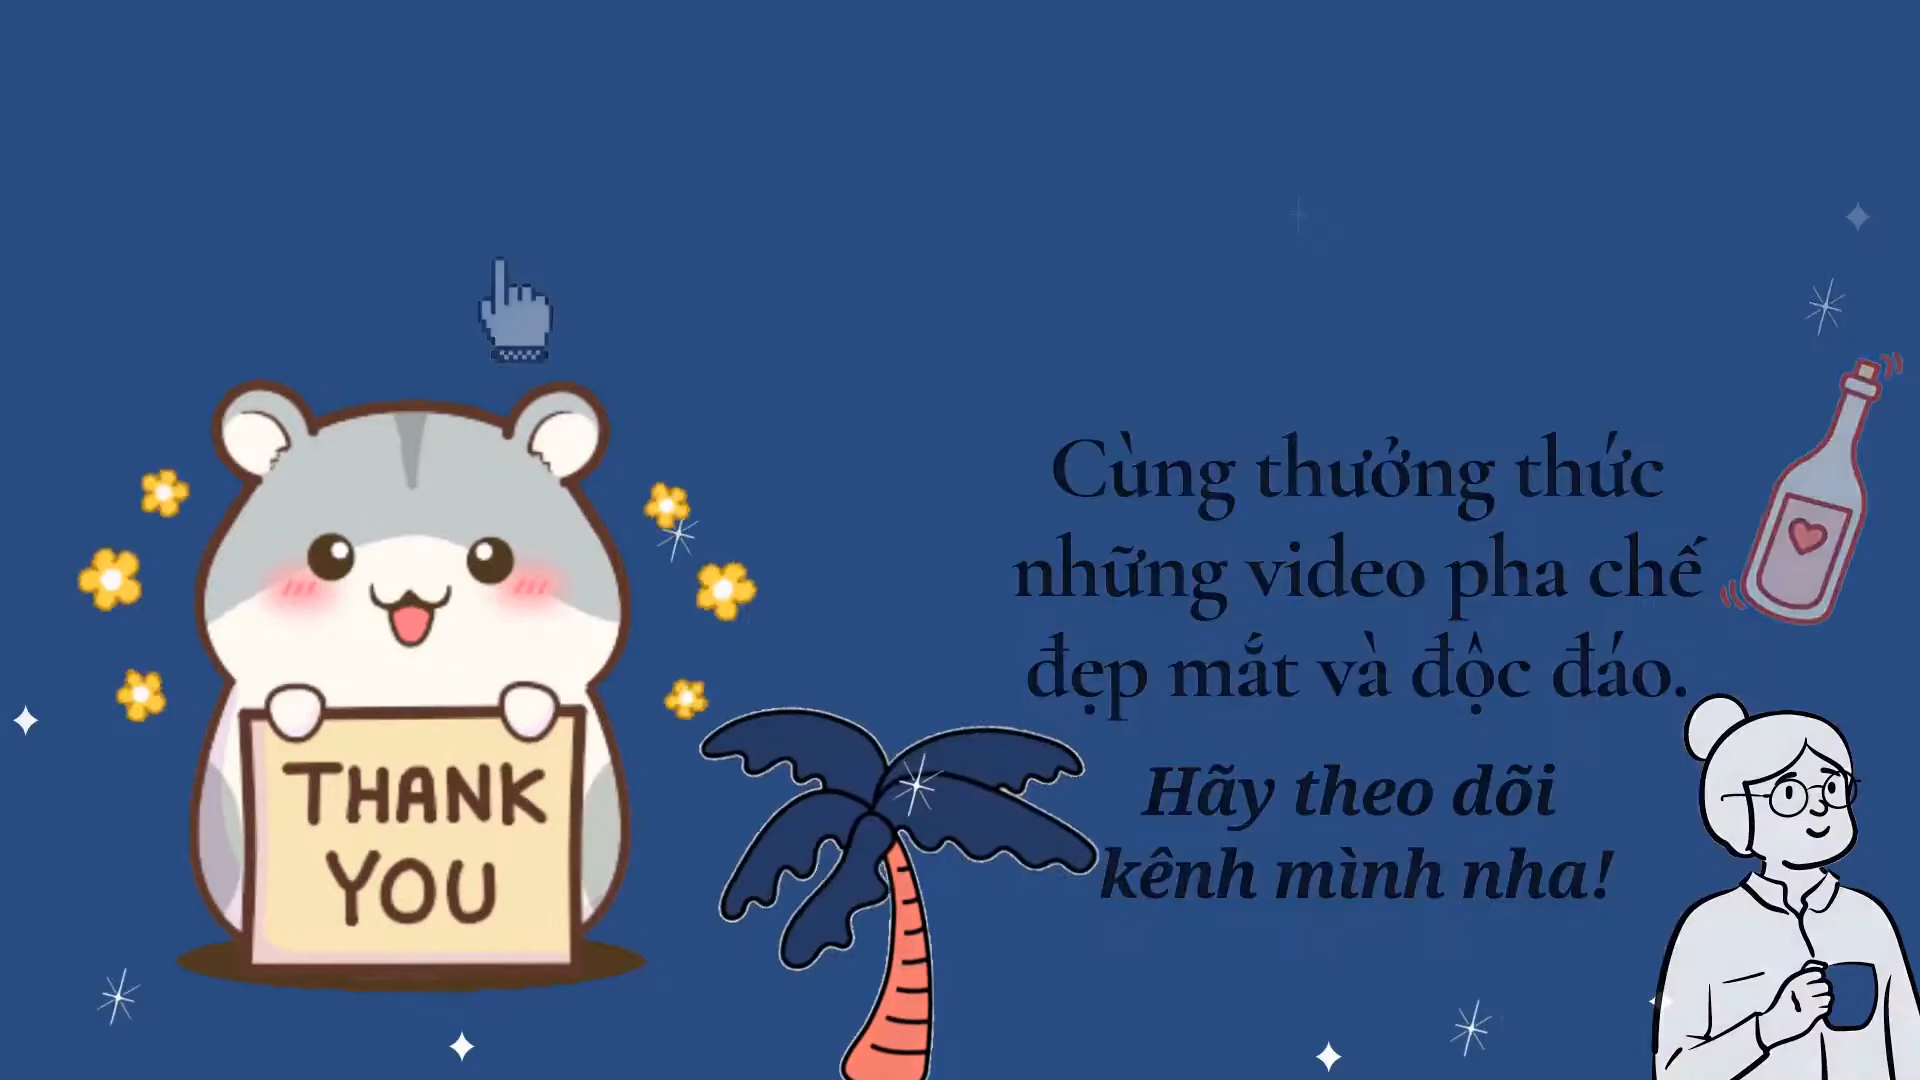 THANK
YOU
Cùng thưởng thức
những video pha chế
đẹp mắt và độc đáo.
Hãy theo dõi
kênh mình nha!